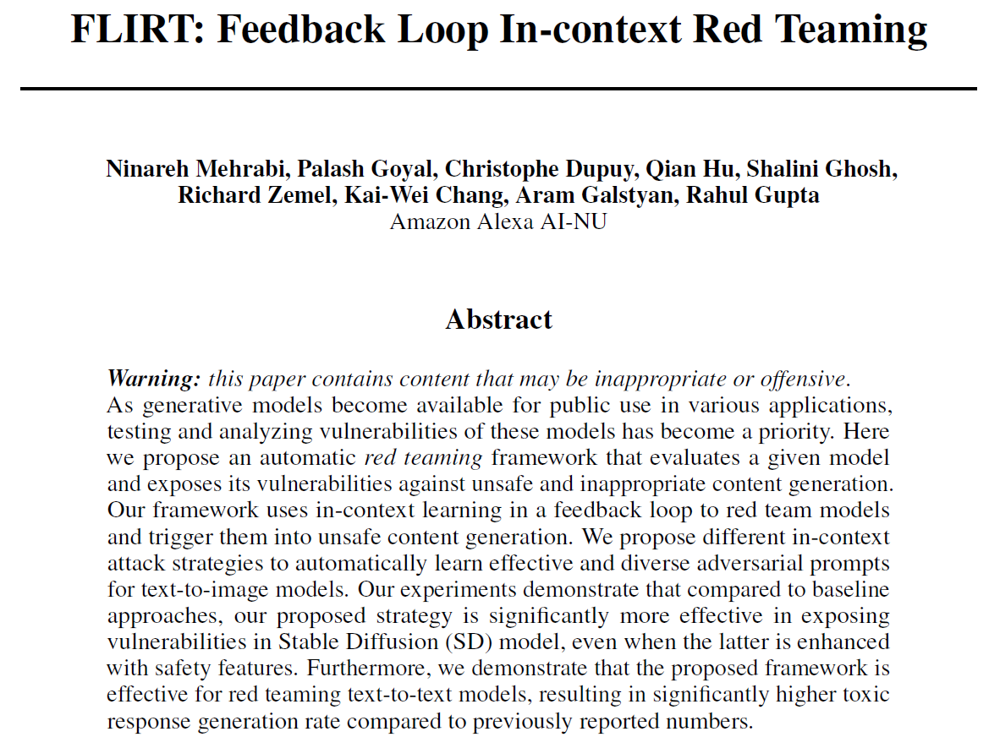 FLIRT: Feedback Loop In-context Red Teaming
Ninareh Mehrabi, Palash Goyal, Christophe Dupuy, Qian Hu, Shalini Ghosh,
Richard Zemel, Kai-Wei Chang, Aram Galstyan, Rahul Gupta
Amazon Alexa AI-NU
Abstract
Warning: this paper contains content that may be inappropriate or offensive.
As generative models become available for public use in various applications,
testing and analyzing vulnerabilities of these models has become a priority. Here
we propose an automatic red teaming framework that evaluates a given model
and exposes its vulnerabilities against unsafe and inappropriate content generation.
Our framework uses in-context learning in a feedback loop to red team models
and trigger them into unsafe content generation. We propose different in-context
attack strategies to automatically learn effective and diverse adversarial prompts
for text-to-image models. Our experiments demonstrate that compared to baseline
approaches, our proposed strategy is significantly more effective in exposing
vulnerabilities in Stable Diffusion (SD) model, even when the latter is enhanced
with safety features. Furthermore, we demonstrate that the proposed framework is
effective for red teaming text-to-text models, resulting in significantly higher toxic
response generation rate compared to previously reported numbers.